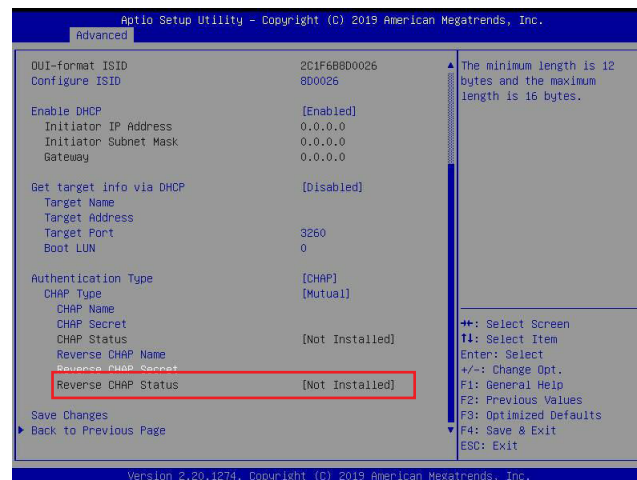 Aptio Setup Utility – Copyright (C) 2019 American Megatrends, Inc.
Advanced
OUI-format ISID 2C1F6B8D0026
Configure ISID 8D0026
Enable DHCP [Enabled]
Initiator IP Address 0.0.0.0
Initiator Subnet Mask 0.0.0.0
Gateway 0.0.0.0
Get target info via DHCP [Disabled]
Target Name
Target Address
Target Port 3260
Boot LUN 0
Authentication Type [CHAP]
CHAP Type [Mutual]
CHAP Name
CHAP Secret
CHAP Status [Not Installed]
Reverse CHAP Name
Reverse CHAP Secret
Reverse CHAP Status [Not Installed]
Save Changes
Back to Previous Page
The minimum length is 12
bytes and the maximum
length is 16 bytes.
→←: Select Screen
↑↓: Select Item
Enter: Select
+/-: Change Opt.
F1: General Help
F2: Previous Values
F3: Optimized Defaults
F4: Save & Exit
ESC: Exit
Version 2.20.1274. Copyright (C) 2019 American Megatrends, Inc.